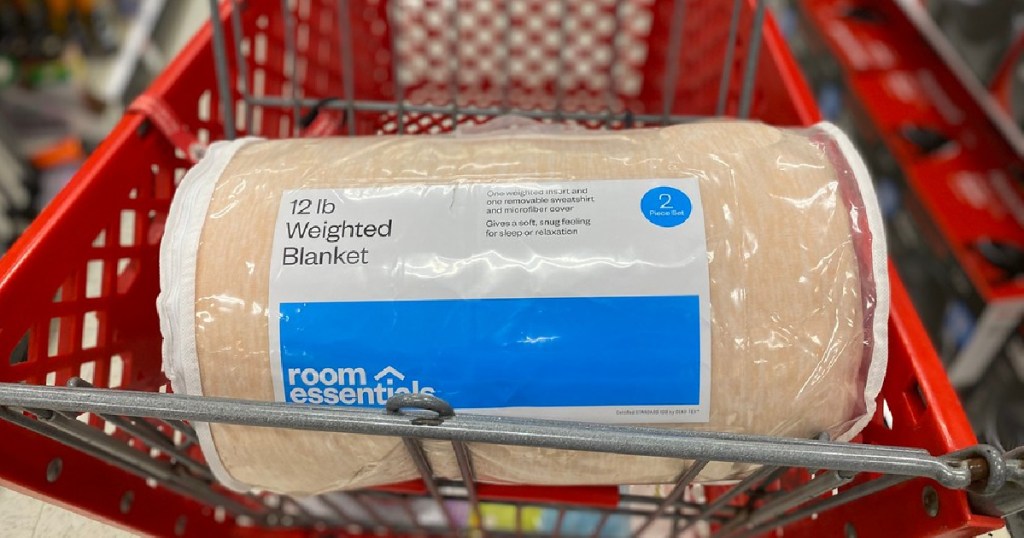 12 lb
Weighted
Blanket
One weighted insert and
one removable sweatshirt
and microfiber cover
Gives a soft, snug feeling
for sleep or relaxation
2
Piece Set
room
essentials